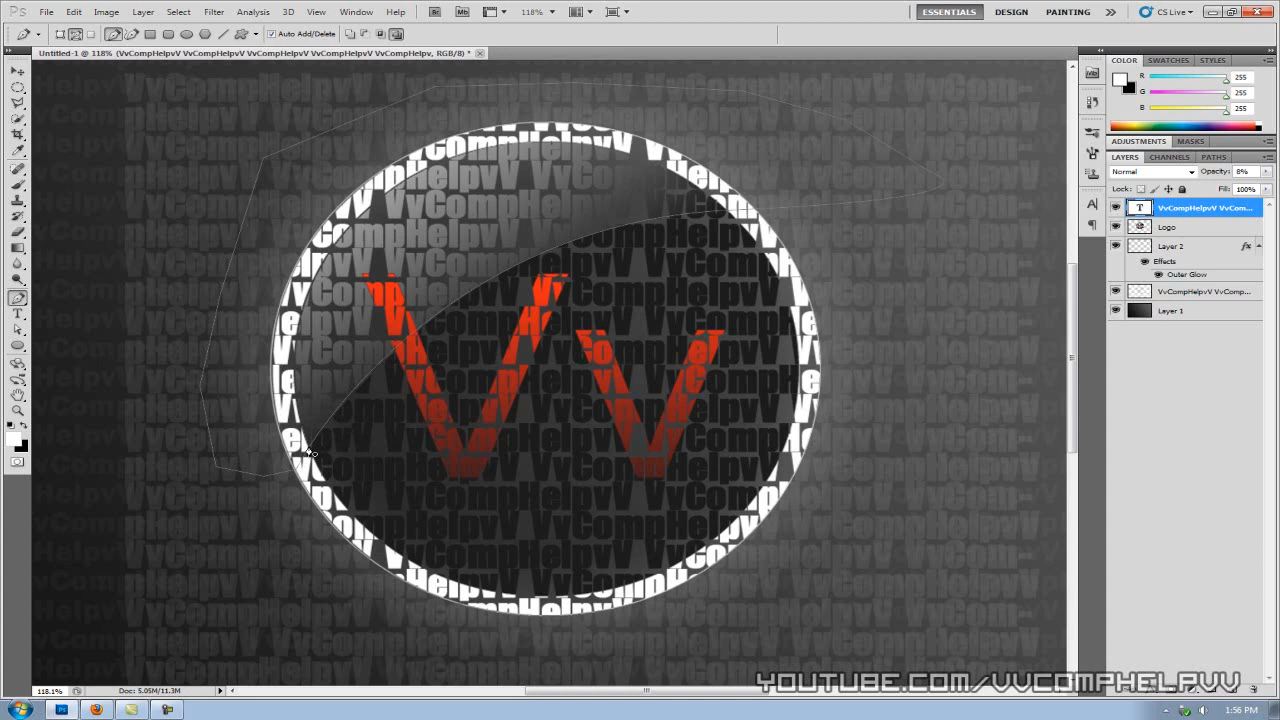 Ps File Edit Image Layer Select Filter Analysis 3D View Window Help Br Mb 118% ESSENTIALS DESIGN PAINTING CS Live
Auto Add/Delete
Untitled-1 @ 118% (VvCompHelpvV VvCompHelpvV VvCompHelpvV VvCompHelpvV VvCompHelpv, RGB/8) *
COLOR SWATCHES STYLES
R 255
G 255
B 255
ADJUSTMENTS MASKS
LAYERS CHANNELS PATHS
Normal Opacity: 8%
Lock: Fill: 100%
T VvCompHelpvV VvCom...
Logo
Layer 2 fx
Effects
Outer Glow
VvCompHelpvV VvComp...
Layer 1
Vv
VvCompHelpvV VvCompHelpvV
118.1% Doc: 5.05M/11.3M
YOUTUBE.COM/VVCOMPHELPVV
Ps 1:56 PM